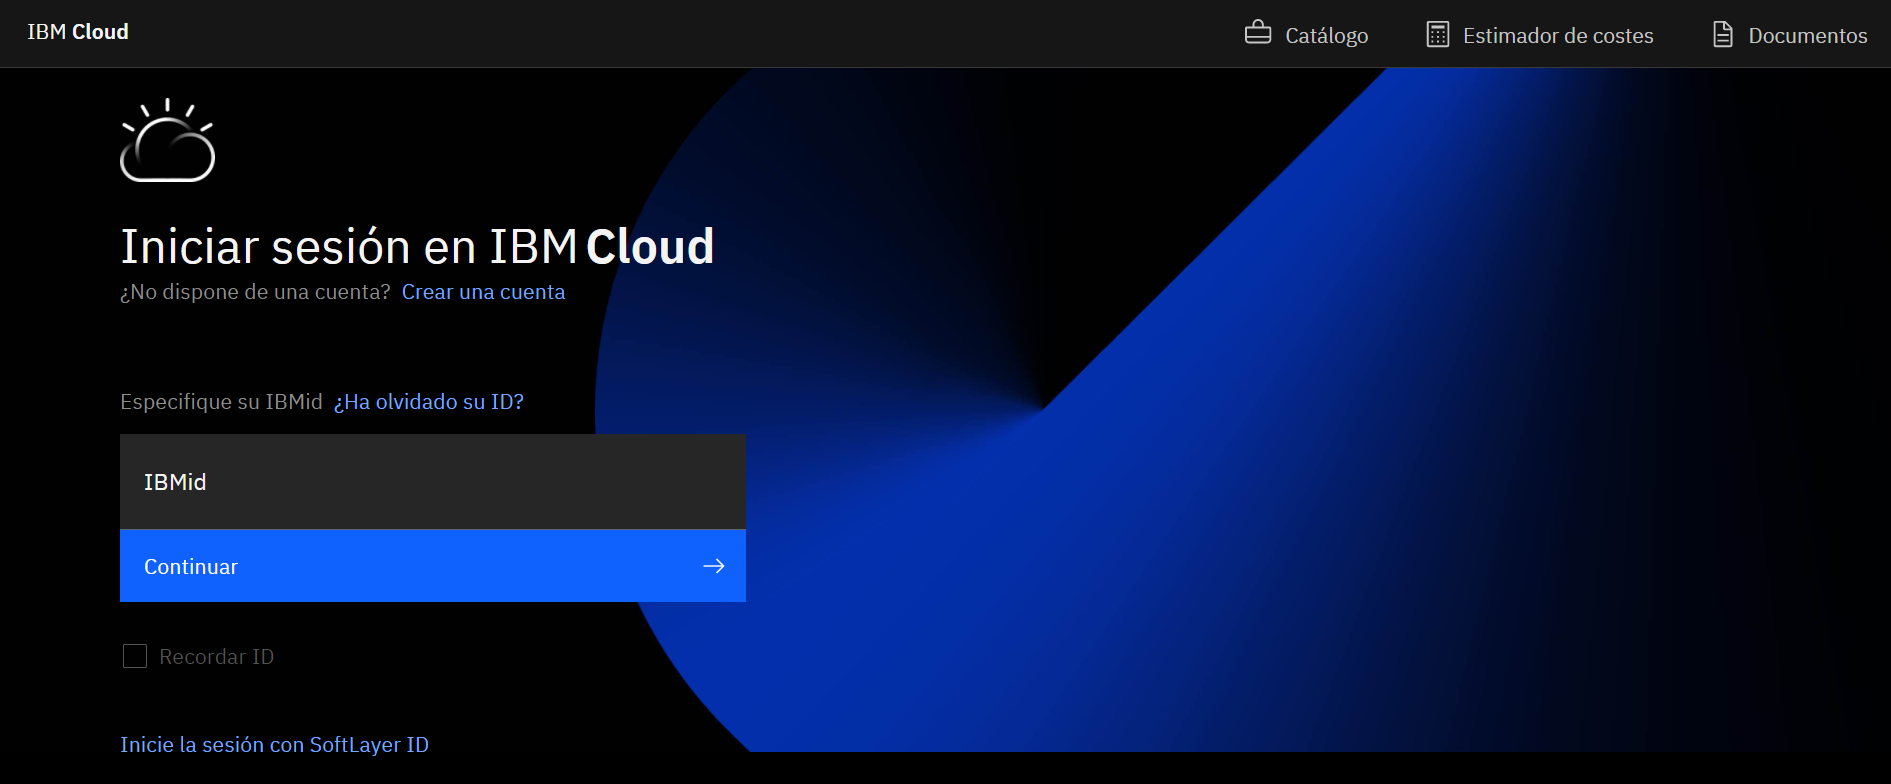 IBM Cloud
Catálogo
Estimador de costes
Documentos
Iniciar sesión en IBM Cloud
¿No dispone de una cuenta? Crear una cuenta
Especifique su IBMid ¿Ha olvidado su ID?
IBMid
Continuar
Recordar ID
Inicie la sesión con SoftLayer ID